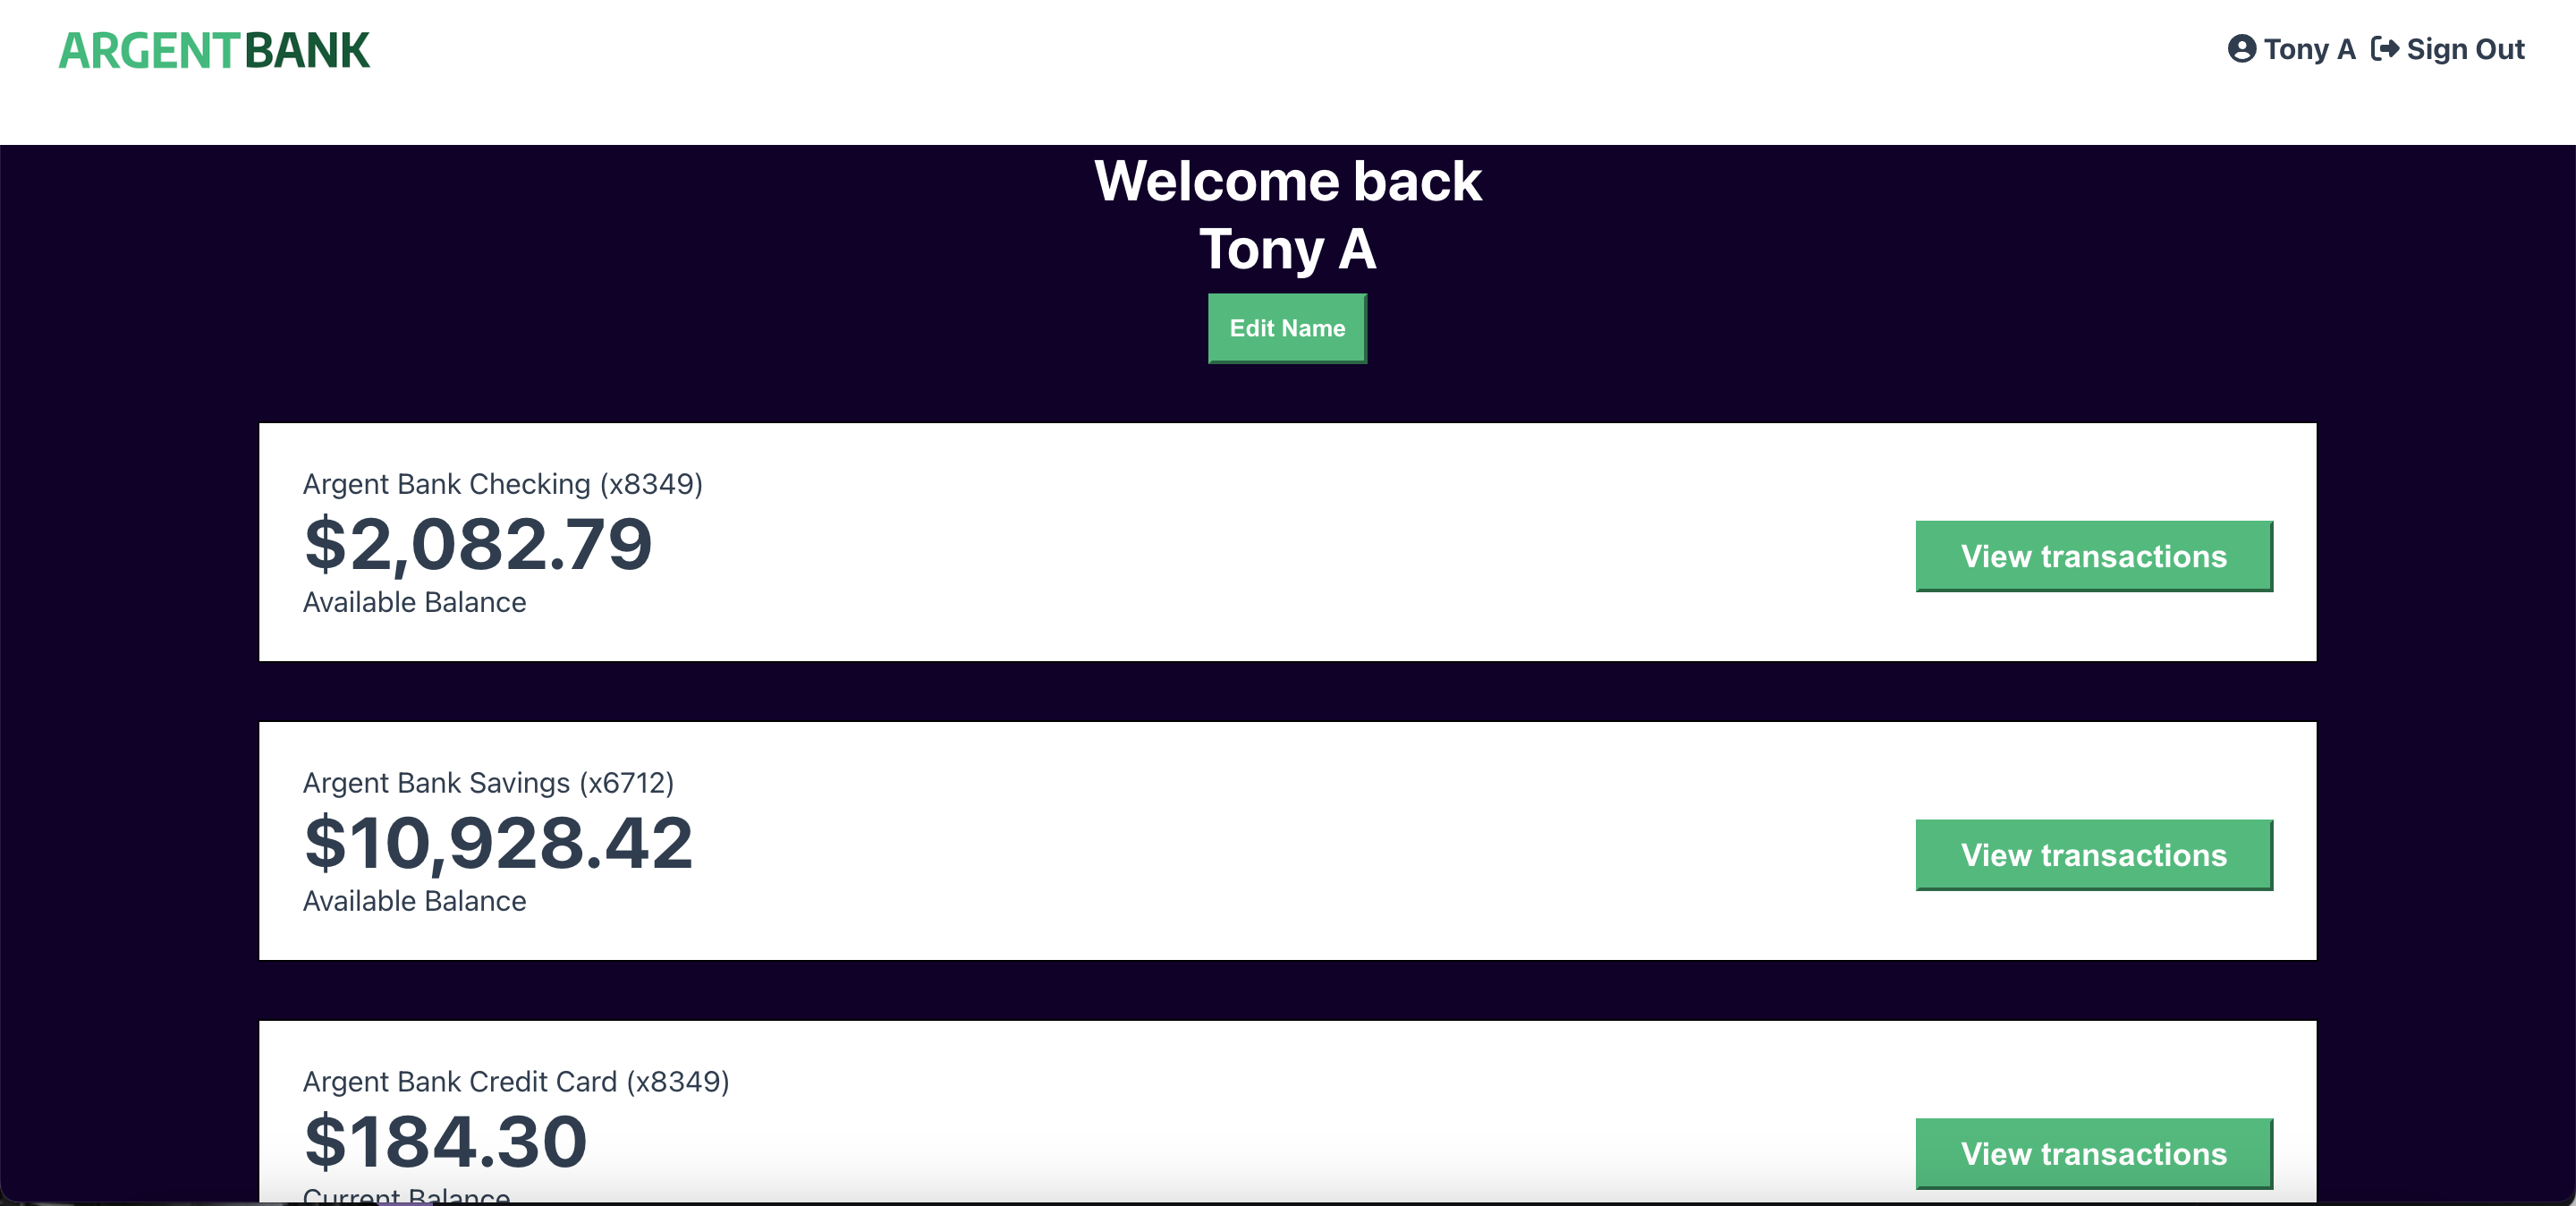 ARGENTBANK
Tony A Sign Out
Welcome back
Tony A
Edit Name
Argent Bank Checking (x8349)
$2,082.79
Available Balance
View transactions
Argent Bank Savings (x6712)
$10,928.42
Available Balance
View transactions
Argent Bank Credit Card (x8349)
$184.30
Current Balance
View transactions